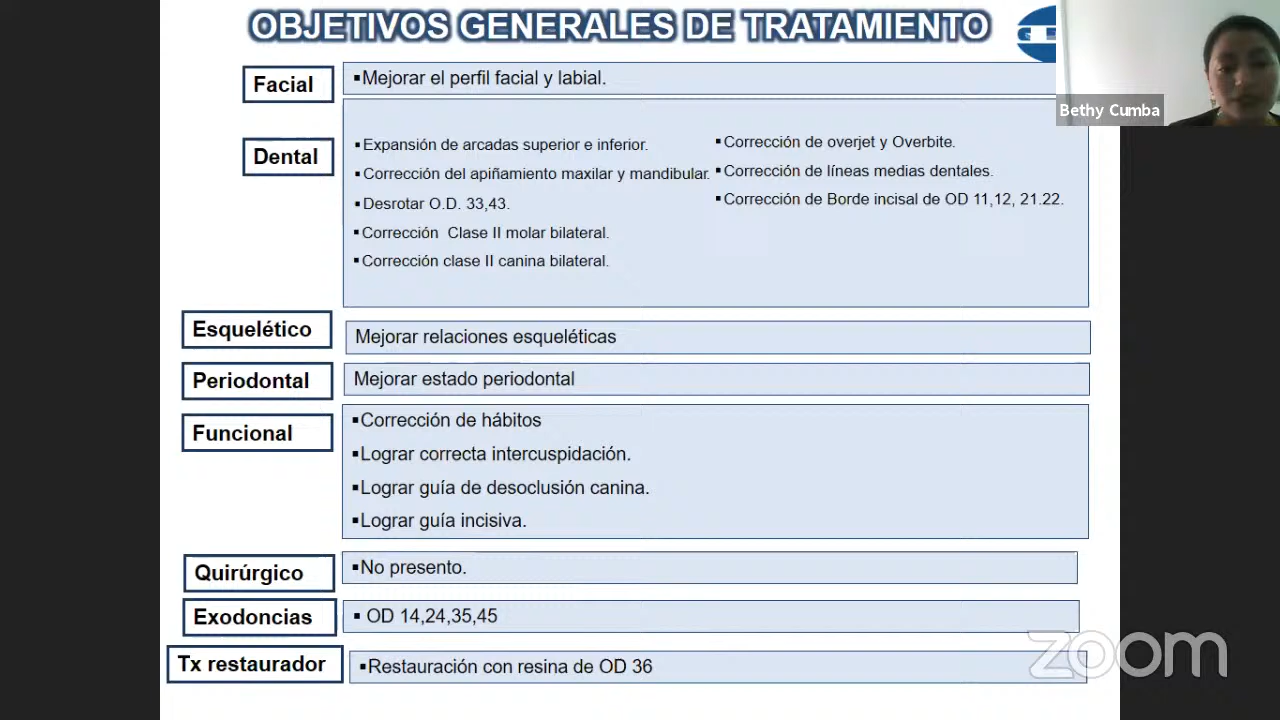 OBJETIVOS GENERALES DE TRATAMIENTO
Bethy Cumba
Facial
▪Mejorar el perfil facial y labial.
Dental
▪Expansión de arcadas superior e inferior.
▪Corrección del apiñamiento maxilar y mandibular.
▪Desrotar O.D. 33,43.
▪Corrección Clase II molar bilateral.
▪Corrección clase II canina bilateral.
▪Corrección de overjet y Overbite.
▪Corrección de líneas medias dentales.
▪Corrección de Borde incisal de OD 11,12, 21.22.
Esquelético
Mejorar relaciones esqueléticas
Periodontal
Mejorar estado periodontal
Funcional
▪Corrección de hábitos
▪Lograr correcta intercuspidación.
▪Lograr guía de desoclusión canina.
▪Lograr guía incisiva.
Quirúrgico
▪No presento.
Exodoncias
▪ OD 14,24,35,45
Tx restaurador
▪Restauración con resina de OD 36
zoom